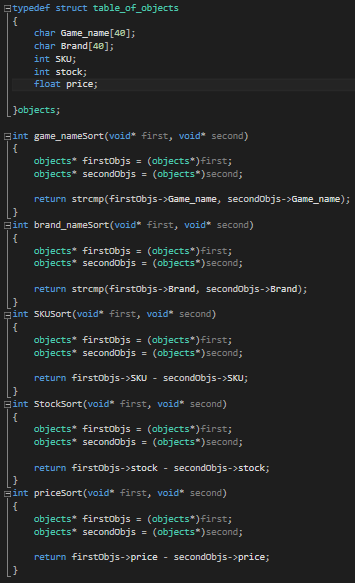 typedef struct table_of_objects
{
    char Game_name[40];
    char Brand[40];
    int SKU;
    int stock;
    float price;
}objects;
int game_nameSort(void* first, void* second)
{
    objects* firstObjs = (objects*)first;
    objects* secondObjs = (objects*)second;
    return strcmp(firstObjs->Game_name, secondObjs->Game_name);
}
int brand_nameSort(void* first, void* second)
{
    objects* firstObjs = (objects*)first;
    objects* secondObjs = (objects*)second;
    return strcmp(firstObjs->Brand, secondObjs->Brand);
}
int SKUSort(void* first, void* second)
{
    objects* firstObjs = (objects*)first;
    objects* secondObjs = (objects*)second;
    return firstObjs->SKU - secondObjs->SKU;
}
int StockSort(void* first, void* second)
{
    objects* firstObjs = (objects*)first;
    objects* secondObjs = (objects*)second;
    return firstObjs->stock - secondObjs->stock;
}
int priceSort(void* first, void* second)
{
    objects* firstObjs = (objects*)first;
    objects* secondObjs = (objects*)second;
    return firstObjs->price - secondObjs->price;
}